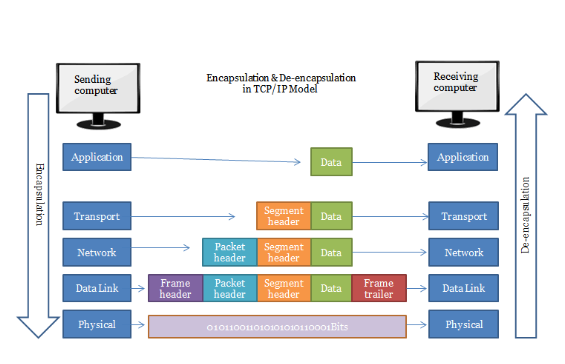 Sending
computer
Encapsulation & De-encapsulation
in TCP/IP Model
Receiving
computer
Encapsulation
De-encapsulation
Application
Data
Application
Transport
Segment
header
Data
Transport
Network
Packet
header
Segment
header
Data
Network
Data Link
Frame
header
Packet
header
Segment
header
Data
Frame
trailer
Data Link
Physical
01011001101010101011 0001Bits
Physical